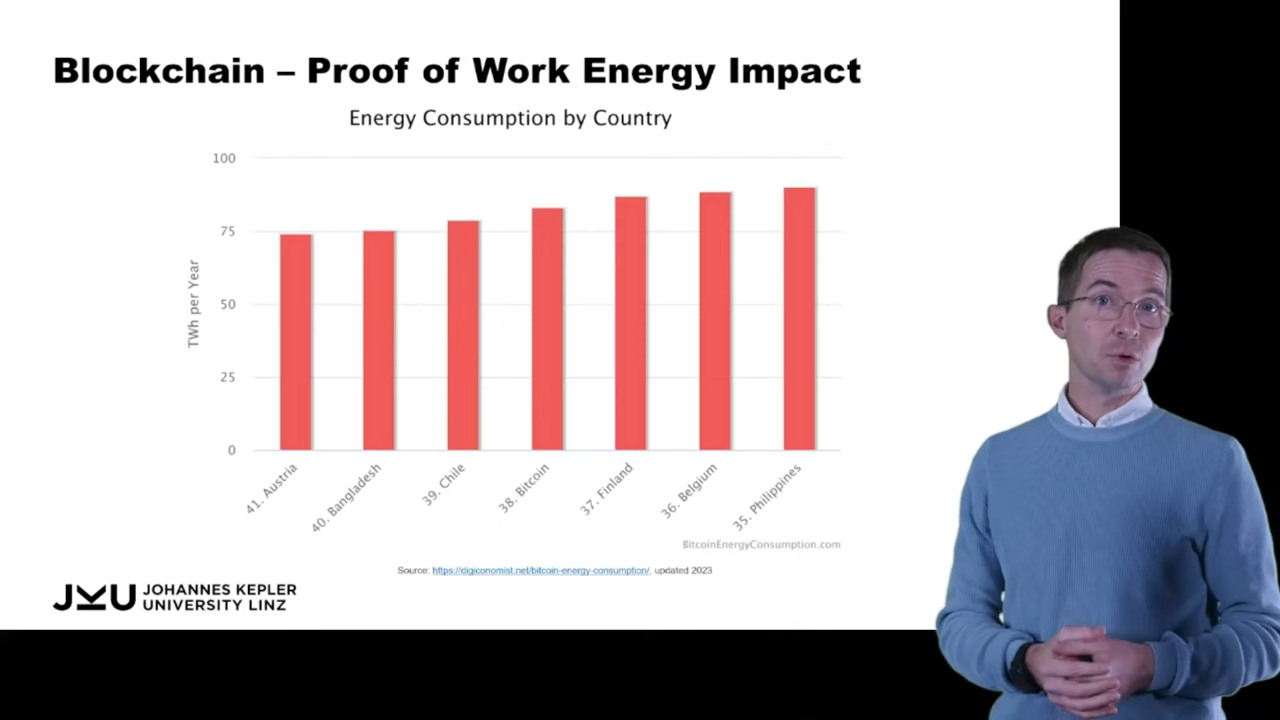 Blockchain – Proof of Work Energy Impact
Energy Consumption by Country
TWh per Year
100
75
50
25
0
41. Austria
40. Bangladesh
39. Chile
38. Bitcoin
37. Finland
36. Belgium
35. Philippines
BitcoinEnergyConsumption.com
Source: https://digiconomist.net/bitcoin-energy-consumption/, updated 2023
JKU JOHANNES KEPLER
UNIVERSITY LINZ